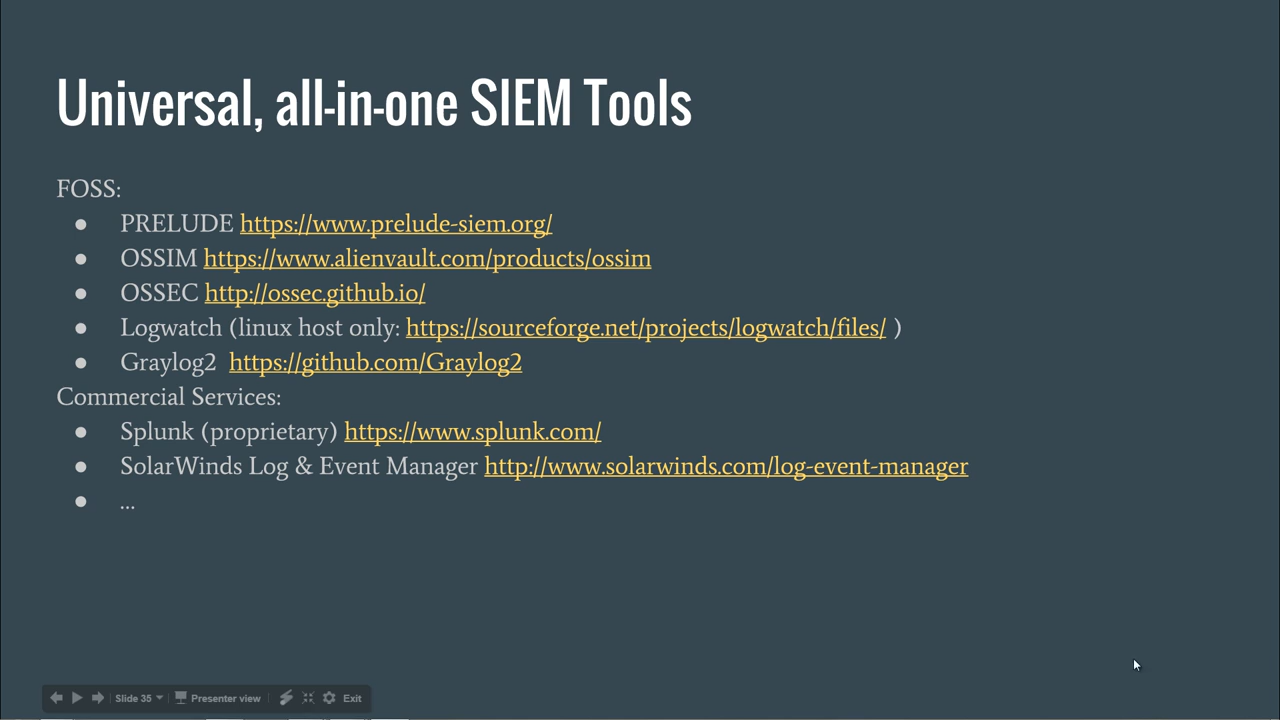 Universal, all-in-one SIEM Tools
FOSS:
● PRELUDE https://www.prelude-siem.org/
● OSSIM https://www.alienvault.com/products/ossim
● OSSEC http://ossec.github.io/
● Logwatch (linux host only: https://sourceforge.net/projects/logwatch/files/ )
● Graylog2 https://github.com/Graylog2
Commercial Services:
● Splunk (proprietary) https://www.splunk.com/
● SolarWinds Log & Event Manager http://www.solarwinds.com/log-event-manager
● ...
Slide 35 Presenter view Exit